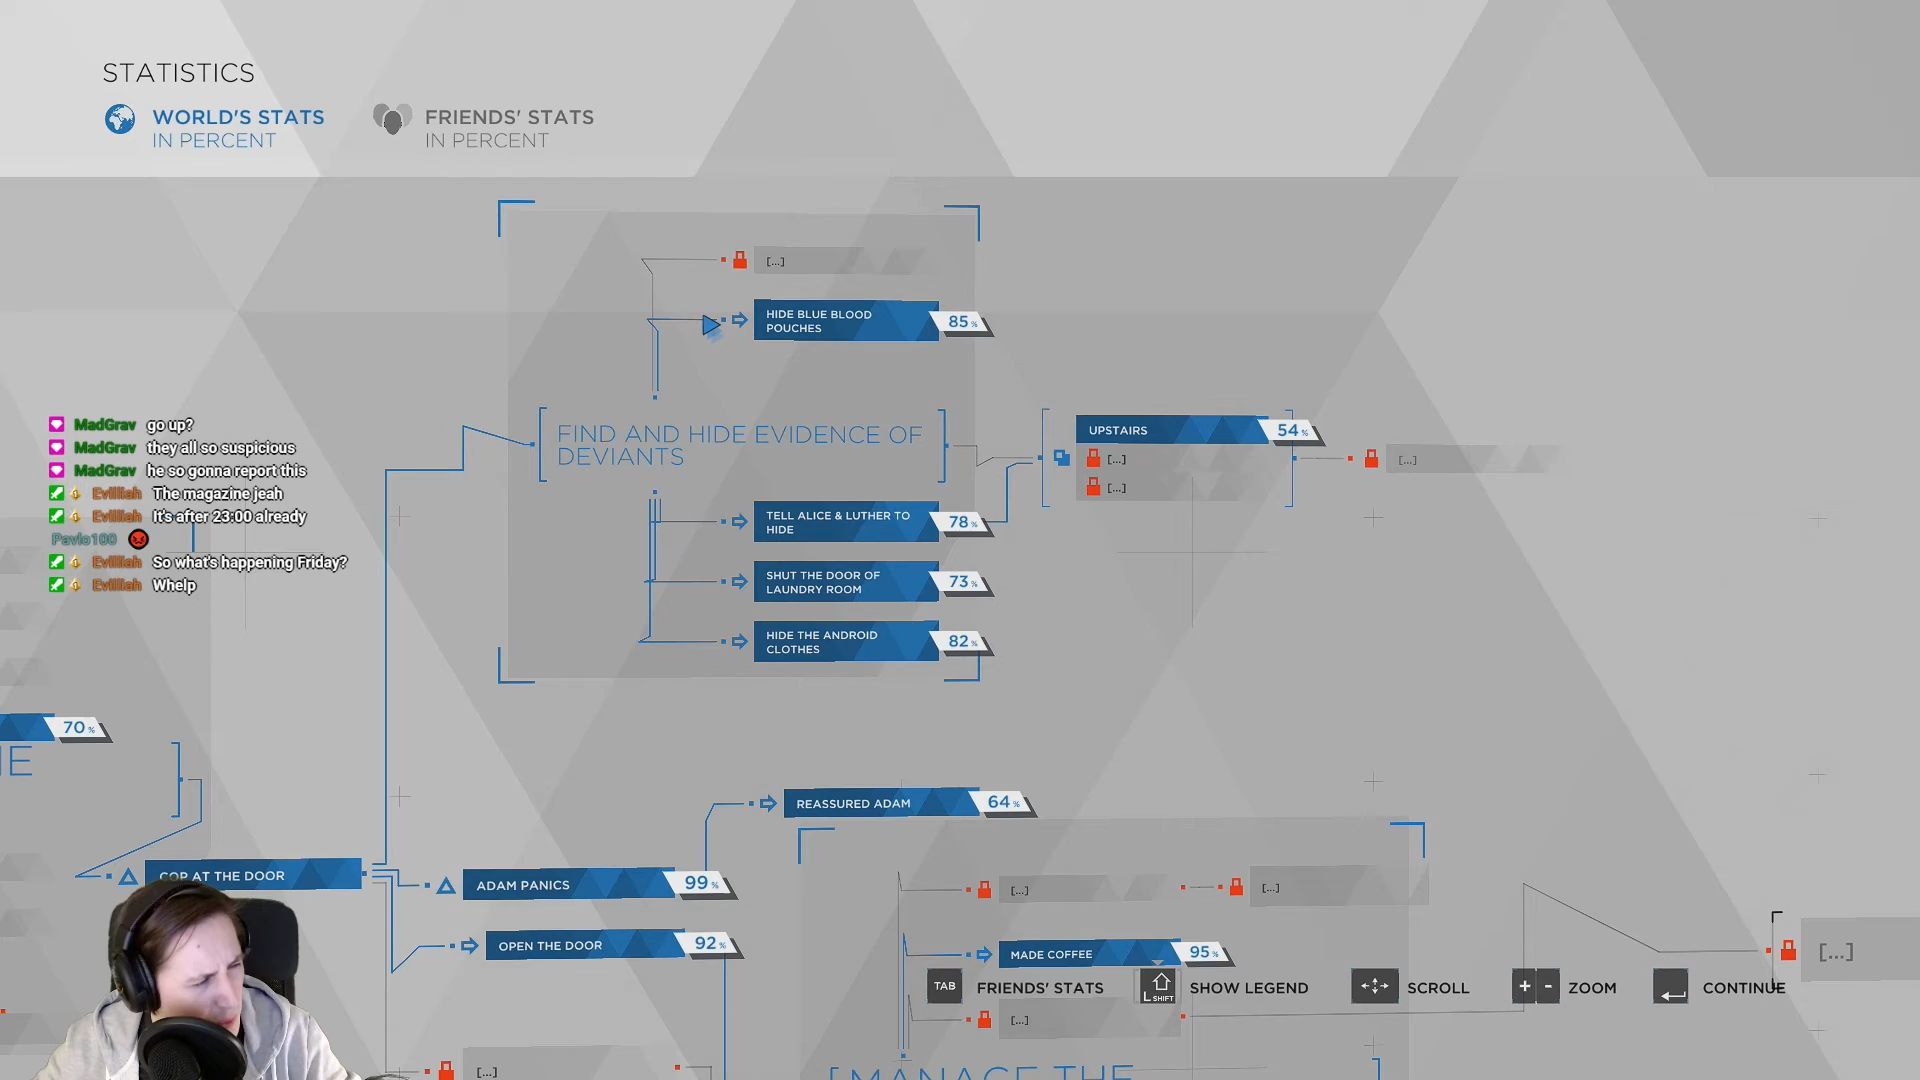 STATISTICS
WORLD'S STATS
IN PERCENT
FRIENDS' STATS
IN PERCENT
[...]
HIDE BLUE BLOOD
POUCHES
85%
FIND AND HIDE EVIDENCE OF
DEVIANTS
UPSTAIRS
54%
[...]
[...]
[...]
TELL ALICE & LUTHER TO
HIDE
78%
SHUT THE DOOR OF
LAUNDRY ROOM
73%
HIDE THE ANDROID
CLOTHES
82%
MadGrav go up?
MadGrav they all so suspicious
MadGrav he so gonna report this
Evilliah The magazine jeah
Evilliah It's after 23:00 already
Pavlo100
Evilliah So what's happening Friday?
Evilliah Whelp
70%
E
REASSURED ADAM
64%
COP AT THE DOOR
ADAM PANICS
99%
[...]
[...]
OPEN THE DOOR
92%
MADE COFFEE
95%
[...]
TAB FRIENDS' STATS
L SHIFT SHOW LEGEND
SCROLL
+ - ZOOM
CONTINUE
[...]
[...]
[MANAGE THE